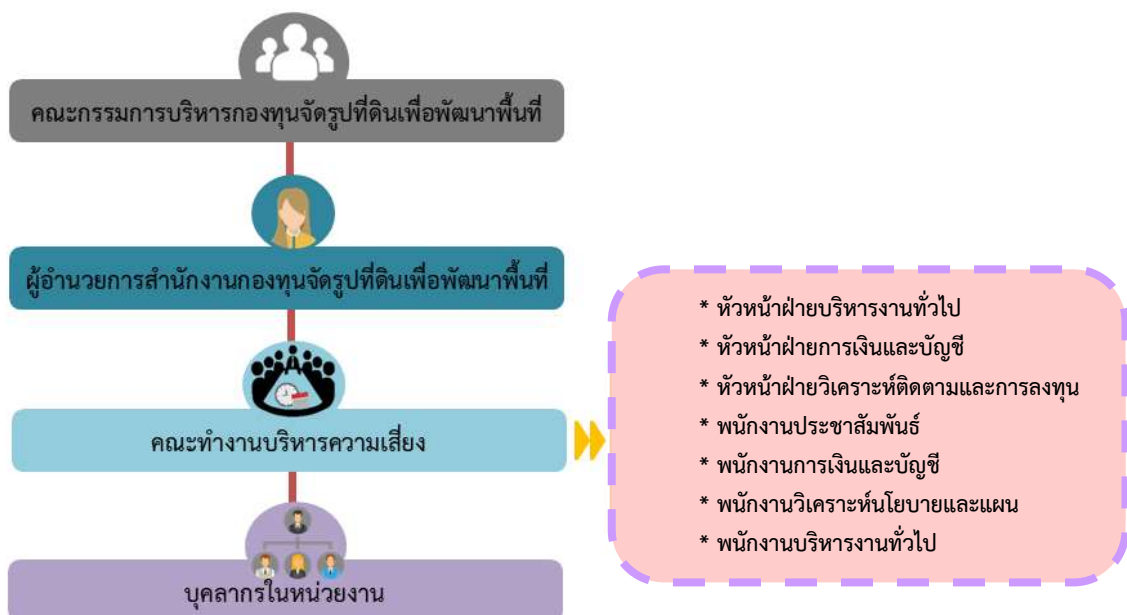 คณะกรรมการบริหารกองทุนจัดรูปที่ดินเพื่อพัฒนาพื้นที่
ผู้อำนวยการสำนักงานกองทุนจัดรูปที่ดินเพื่อพัฒนาพื้นที่
คณะทำงานบริหารความเสี่ยง
* หัวหน้าฝ่ายบริหารงานทั่วไป
* หัวหน้าฝ่ายการเงินและบัญชี
* หัวหน้าฝ่ายวิเคราะห์ติดตามและการลงทุน
* พนักงานประชาสัมพันธ์
* พนักงานการเงินและบัญชี
* พนักงานวิเคราะห์นโยบายและแผน
* พนักงานบริหารงานทั่วไป
บุคลากรในหน่วยงาน